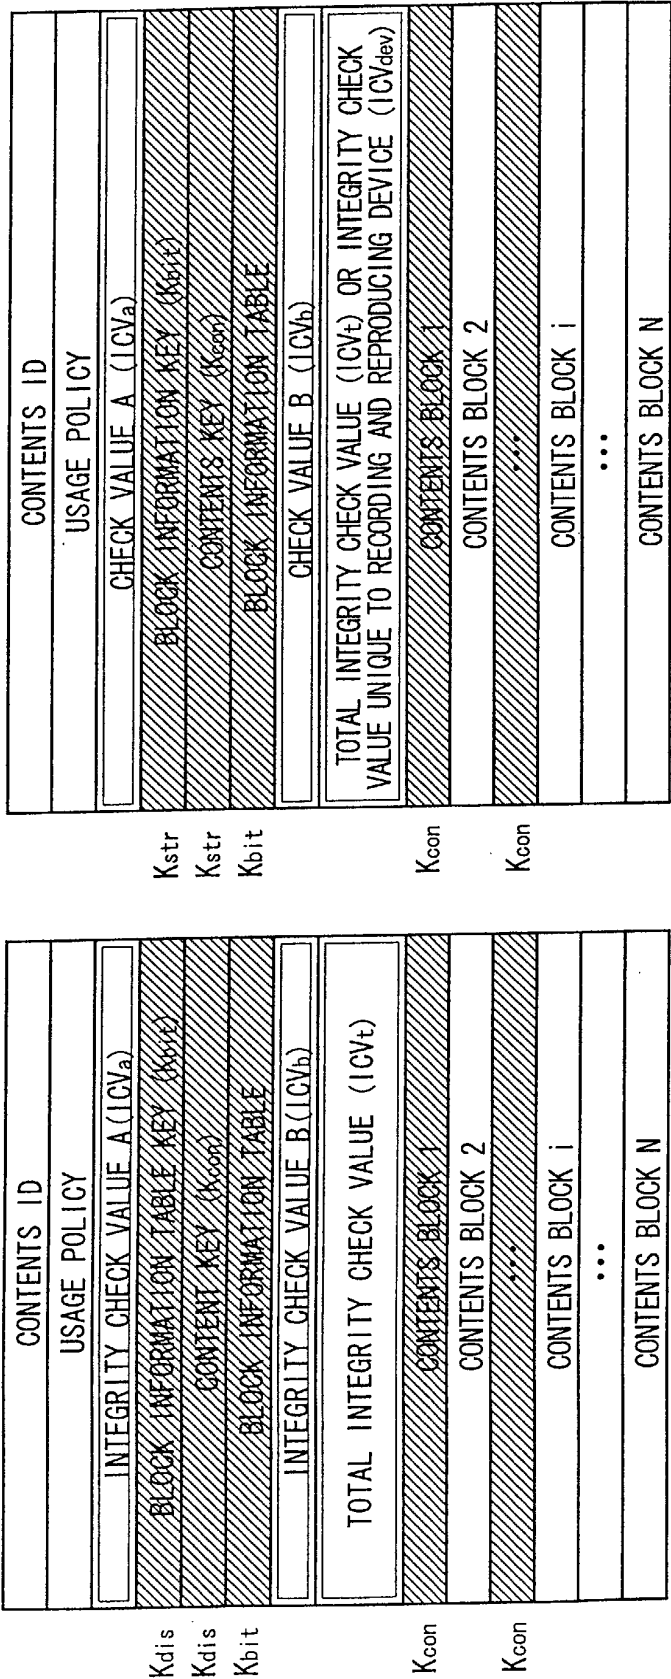 CONTENTS ID
USAGE POLICY
CHECK VALUE A (ICVa)
Kstr BLOCK INFORMATION KEY (Kbit)
Kstr CONTENTS KEY (Kcon)
Kbit BLOCK INFORMATION TABLE
CHECK VALUE B (ICVb)
TOTAL INTEGRITY CHECK VALUE (ICVt) OR INTEGRITY CHECK
VALUE UNIQUE TO RECORDING AND REPRODUCING DEVICE (ICVdev)
Kcon CONTENTS BLOCK 1
CONTENTS BLOCK 2
Kcon ...
CONTENTS BLOCK i
...
CONTENTS BLOCK N
CONTENTS ID
USAGE POLICY
INTEGRITY CHECK VALUE A(ICVa)
Kdis BLOCK INFORMATION TABLE KEY (Kbit)
Kdis CONTENT KEY (Kcon)
Kbit BLOCK INFORMATION TABLE
INTEGRITY CHECK VALUE B(ICVb)
TOTAL INTEGRITY CHECK VALUE (ICVt)
Kcon CONTENTS BLOCK 1
CONTENTS BLOCK 2
Kcon ...
CONTENTS BLOCK i
...
CONTENTS BLOCK N